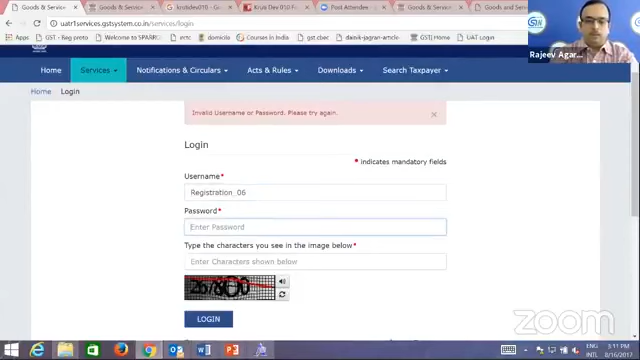 Goods & Servic
Goods & Servic
krutidev010 -
Kruti Dev 010 F
Post Attendee -
Goods & Servic
Goods and Serv
uatr1services.gstsystem.co.in/services/login
GST - Reg proto
Welcome to SPARR
irctc
domicile
Courses in India
gst.cbec
dainik-jagran-article-
GST | Home
UAT Login
Rajeev Agar...
Home
Services
Notifications & Circulars
Acts & Rules
Downloads
Search Taxpayer
Home
Login
Invalid Username or Password. Please try again.
×
Login
• indicates mandatory fields
Username•
Registration_06
Password•
Enter Password
Type the characters you see in the image below•
Enter Characters shown below
LOGIN
zoom
ENG
INTL
3:11 PM
8/16/2017